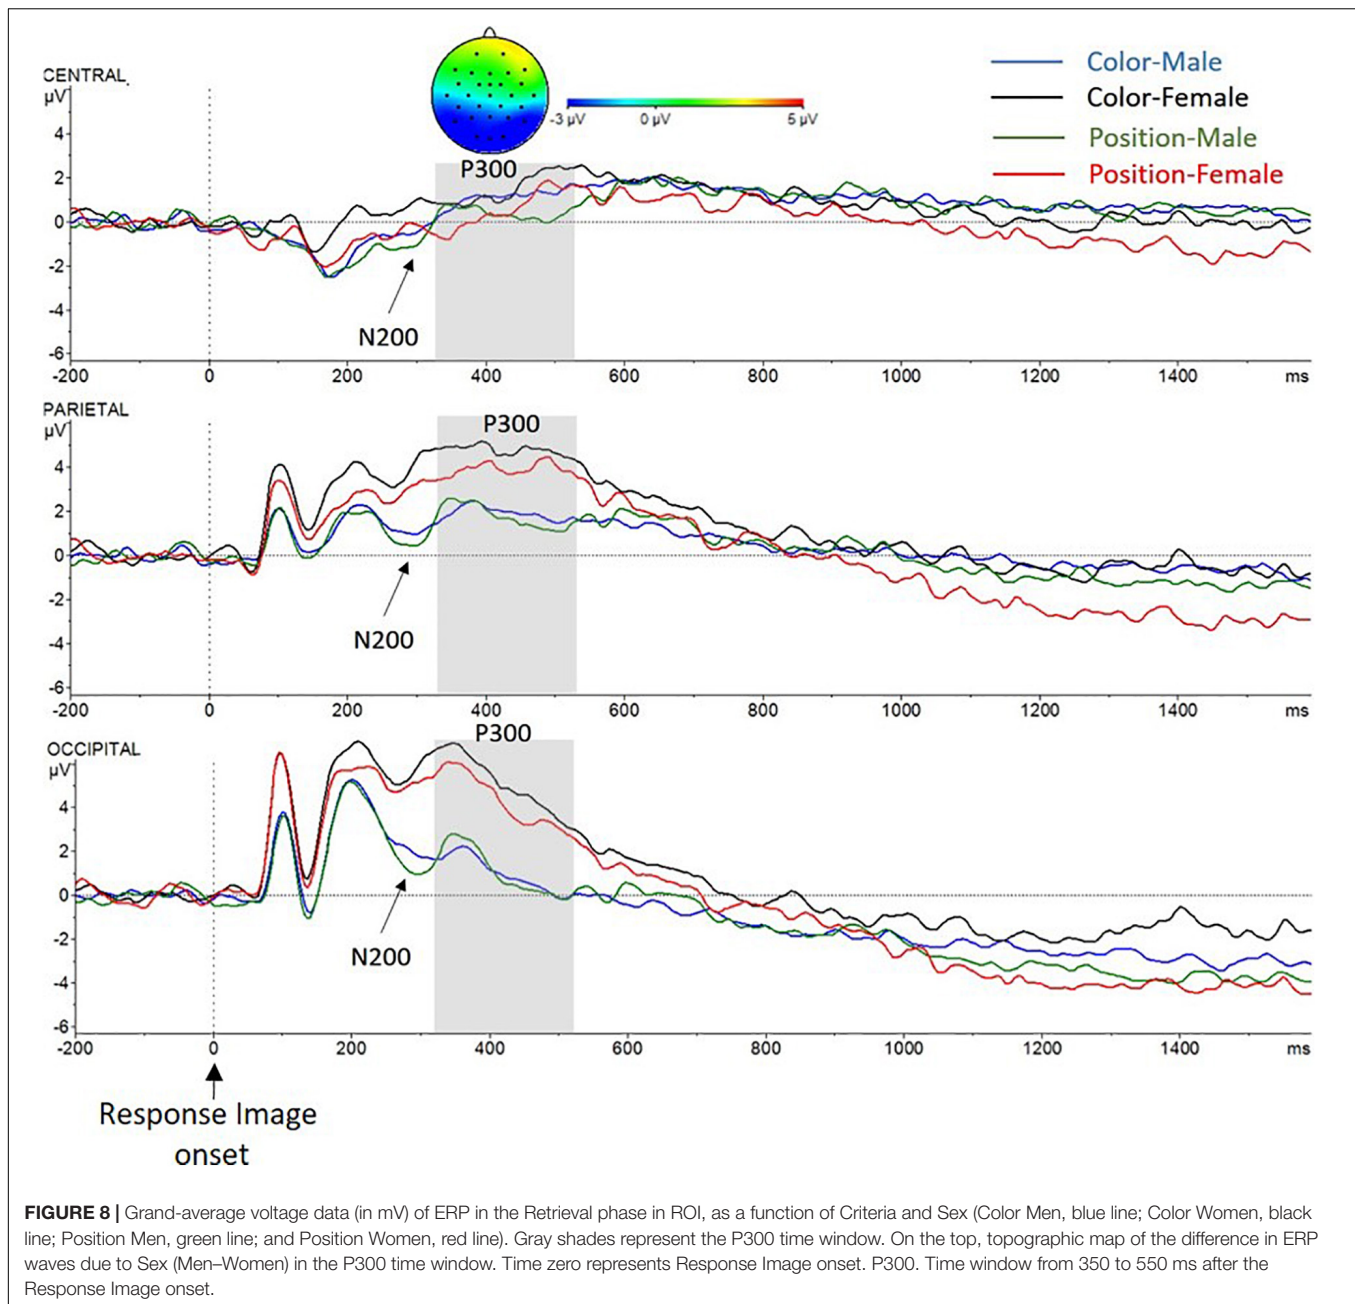 CENTRAL
µV
4
2
0
-2
-4
-6
-200 0 200 400 600 800 1000 1200 1400 ms
P300
N200
-3 µV 0 µV 5 µV
Color-Male
Color-Female
Position-Male
Position-Female
PARIETAL
µV
4
2
0
-2
-4
-6
-200 0 200 400 600 800 1000 1200 1400 ms
P300
N200
OCCIPITAL
µV
4
2
0
-2
-4
-6
-200 0 200 400 600 800 1000 1200 1400 ms
P300
N200
Response Image
onset
FIGURE 8 | Grand-average voltage data (in mV) of ERP in the Retrieval phase in ROI, as a function of Criteria and Sex (Color Men, blue line; Color Women, black
line; Position Men, green line; and Position Women, red line). Gray shades represent the P300 time window. On the top, topographic map of the difference in ERP
waves due to Sex (Men–Women) in the P300 time window. Time zero represents Response Image onset. P300. Time window from 350 to 550 ms after the
Response Image onset.